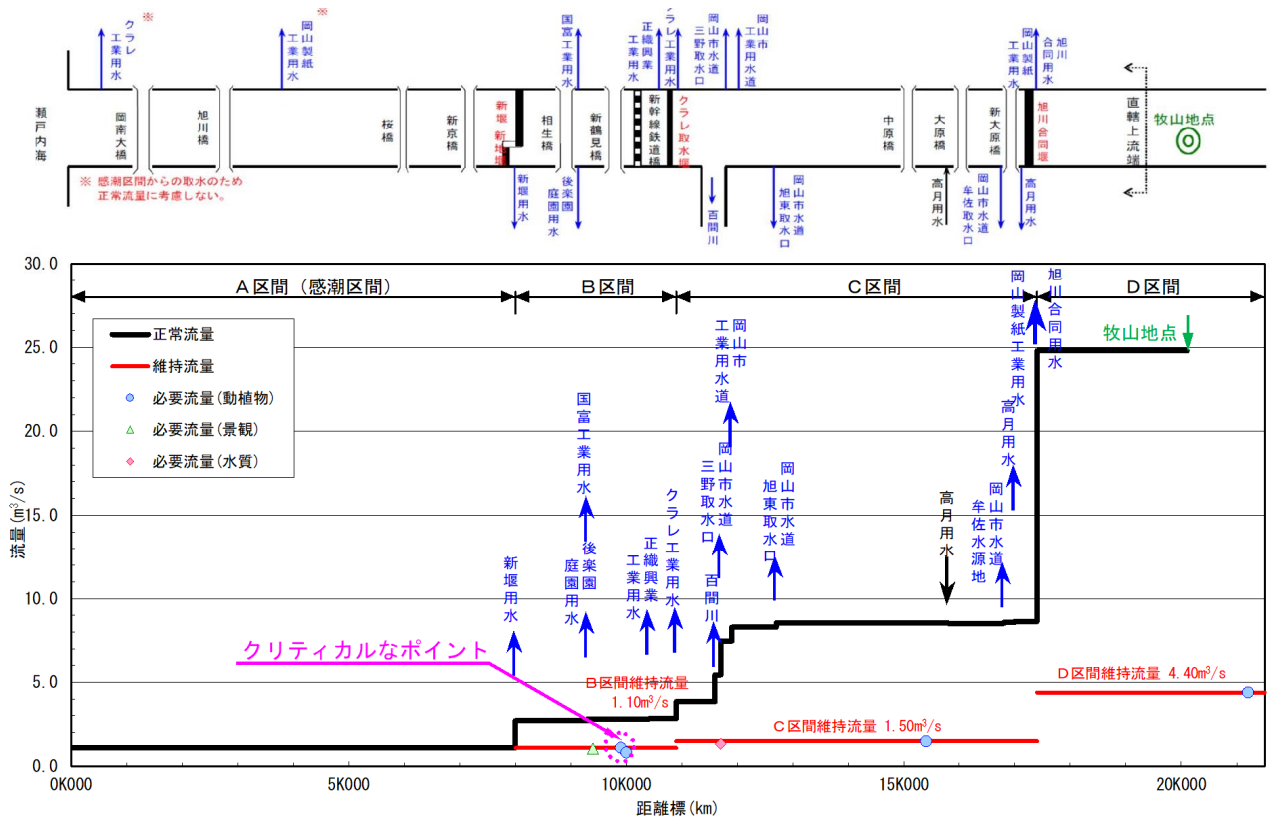 ※
※
クラレ
工業用水
岡山製紙
工業用水
国富工業用水
正織興業
工業用水
クラレ工業用水
岡山市水道
三野取水口
岡山市
工業用水道
岡山製紙
工業用水
旭川
合同用水
瀬戸内海
岡南大橋
旭川橋
桜橋
新京橋
新堰
新地堰
相生橋
新鶴見橋
新幹線鉄道橋
クラレ取水堰
中原橋
大原橋
新大原橋
旭川合同堰
直轄上流端
牧山地点
※ 感潮区間からの取水のため
正常流量に考慮しない。
新堰用水
後楽園
庭園用水
百間川
岡山市水道
旭東取水口
高月用水
岡山市水道
牟佐取水口
高月用水
30.0
25.0
20.0
15.0
10.0
5.0
0.0
流量(m³/s)
A区間(感潮区間)
B区間
C区間
D区間
正常流量
維持流量
必要流量(動植物)
必要流量(景観)
必要流量(水質)
新堰用水
国富工業用水
後楽園
庭園用水
正織興業
工業用水
クラレ工業用水
岡山市水道
三野取水口
岡山市
工業用水道
百間川
岡山市水道
旭東取水口
高月用水
岡山市水道
牟佐水源地
高月用水
岡山製紙工業用水
旭川合同用水
牧山地点
クリティカルなポイント
B区間維持流量
1.10m³/s
C区間維持流量 1.50m³/s
D区間維持流量 4.40m³/s
0K000
5K000
10K000
15K000
20K000
距離標(km)